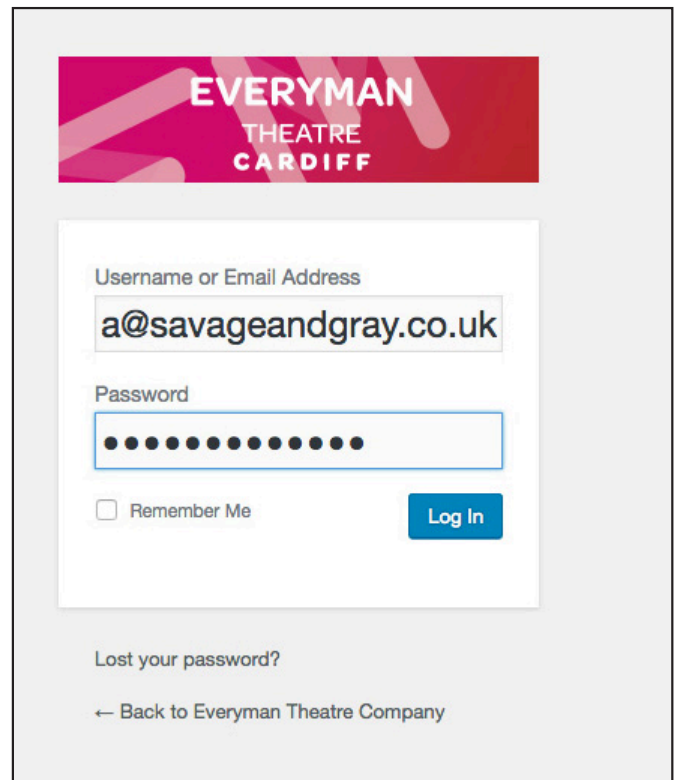 EVERYMAN
THEATRE
CARDIFF
Username or Email Address
a@savageandgray.co.uk
Password
●●●●●●●●●●●●●
Remember Me
Log In
Lost your password?
← Back to Everyman Theatre Company